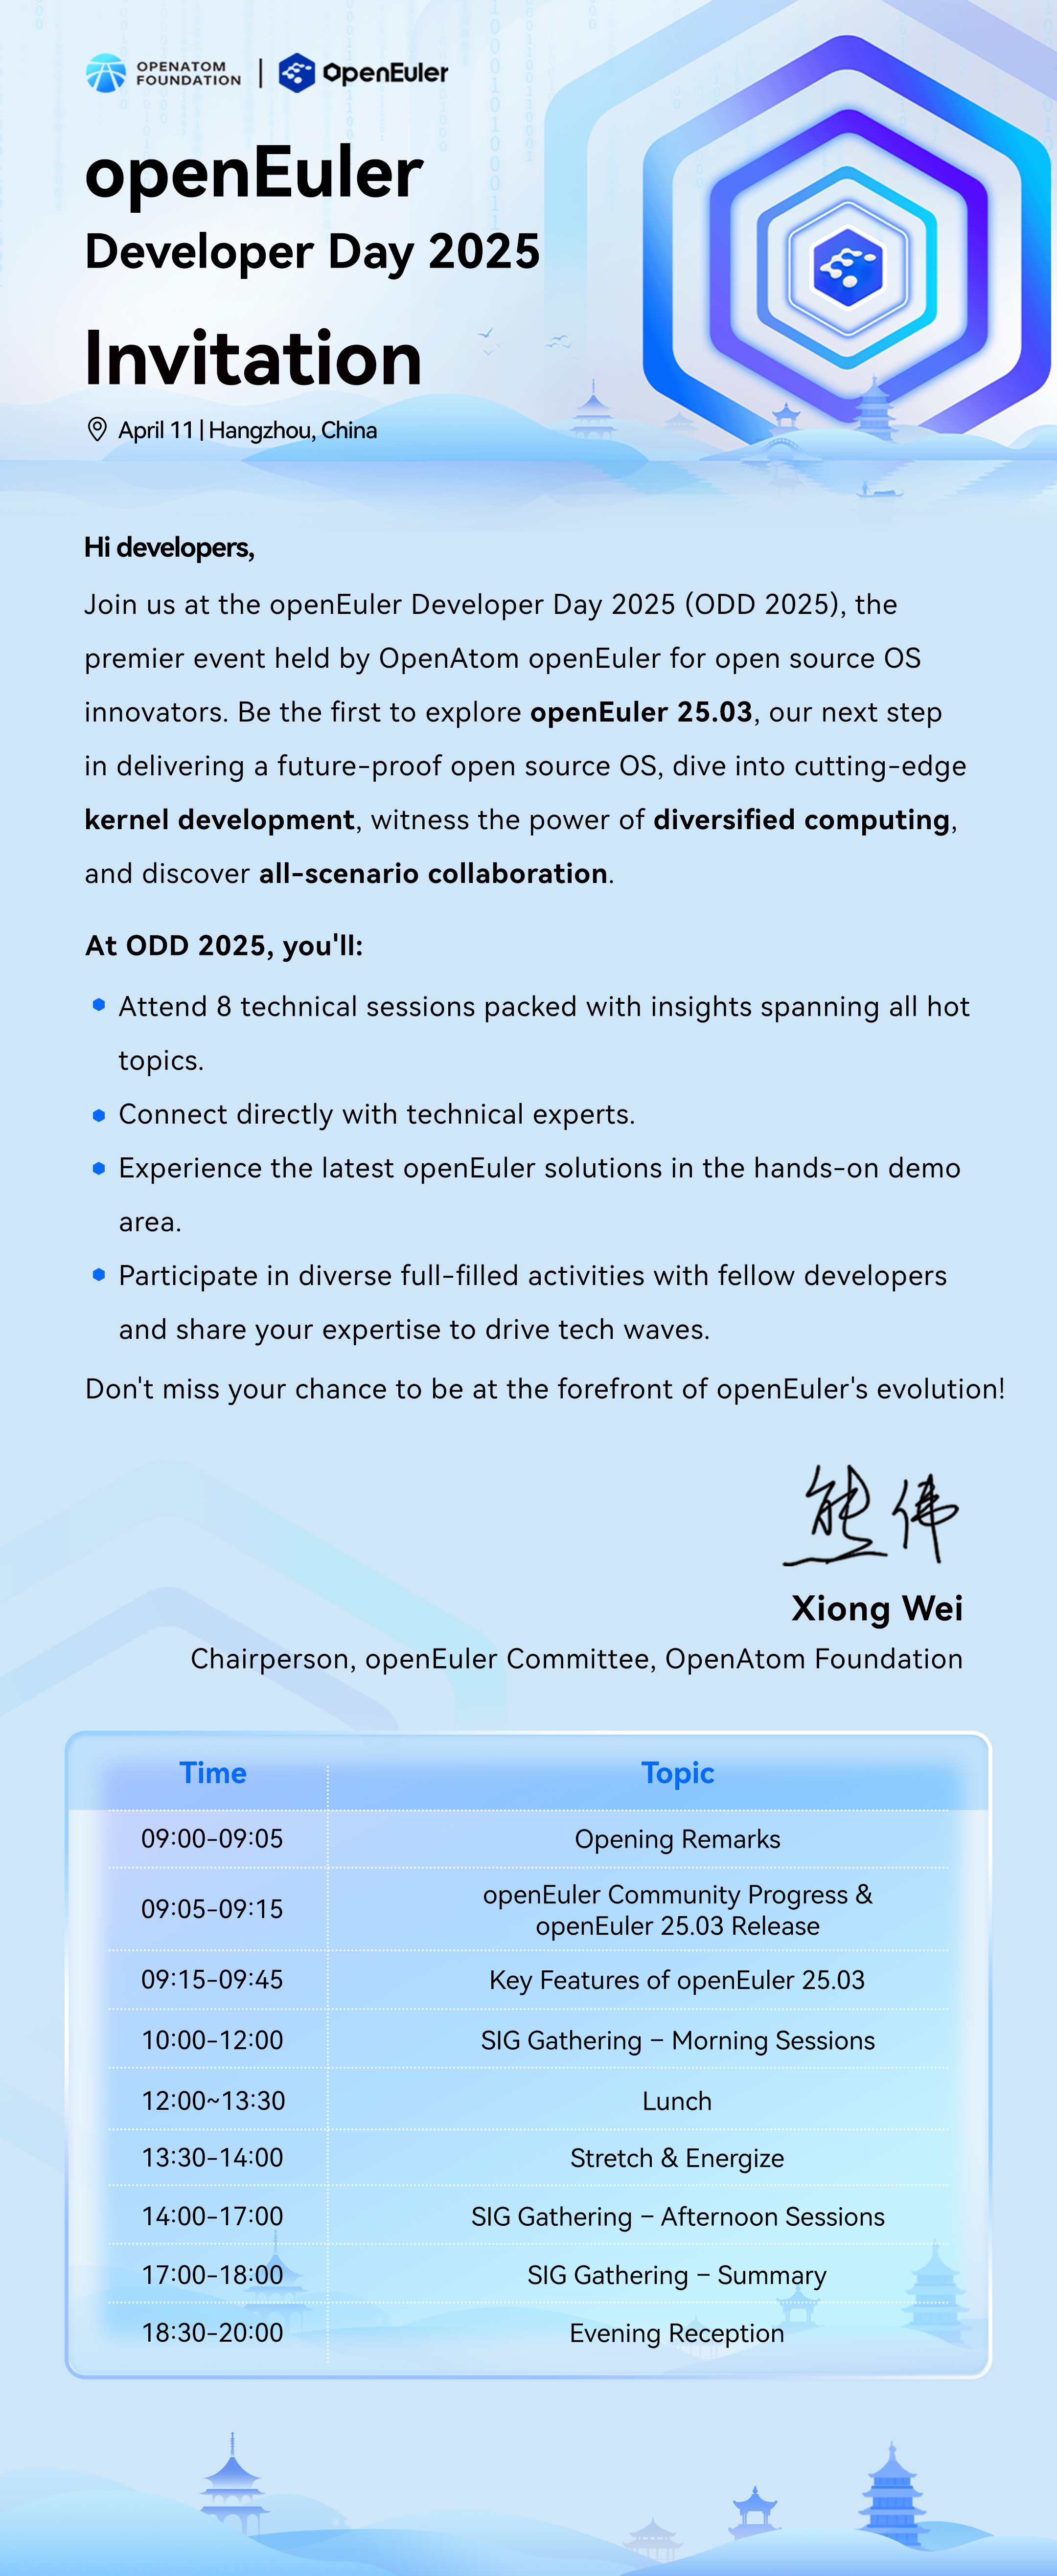 OPENATOM
FOUNDATION
OpenEuler
openEuler
Developer Day 2025
Invitation
April 11 | Hangzhou, China
Hi developers,
Join us at the openEuler Developer Day 2025 (ODD 2025), the
premier event held by OpenAtom openEuler for open source OS
innovators. Be the first to explore openEuler 25.03, our next step
in delivering a future-proof open source OS, dive into cutting-edge
kernel development, witness the power of diversified computing,
and discover all-scenario collaboration.
At ODD 2025, you'll:
Attend 8 technical sessions packed with insights spanning all hot
topics.
Connect directly with technical experts.
Experience the latest openEuler solutions in the hands-on demo
area.
Participate in diverse full-filled activities with fellow developers
and share your expertise to drive tech waves.
Don't miss your chance to be at the forefront of openEuler's evolution!
熊伟
Xiong Wei
Chairperson, openEuler Committee, OpenAtom Foundation
Time Topic
09:00-09:05 Opening Remarks
09:05-09:15 openEuler Community Progress &
openEuler 25.03 Release
09:15-09:45 Key Features of openEuler 25.03
10:00-12:00 SIG Gathering – Morning Sessions
12:00~13:30 Lunch
13:30-14:00 Stretch & Energize
14:00-17:00 SIG Gathering – Afternoon Sessions
17:00-18:00 SIG Gathering – Summary
18:30-20:00 Evening Reception